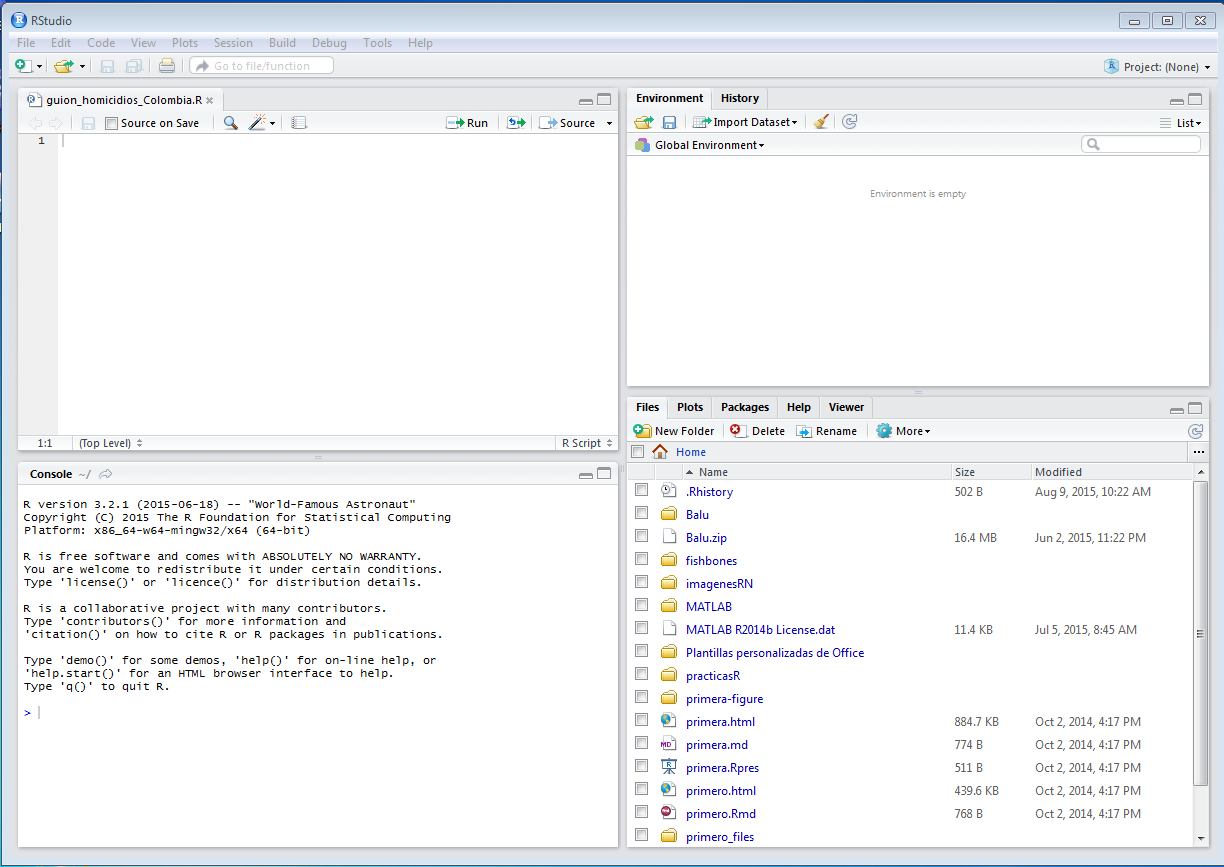 RStudio
File Edit Code View Plots Session Build Debug Tools Help
Go to file/function
Project: (None)
guion_homicidios_Colombia.R
Source on Save
Run
Source
1
1:1
(Top Level)
R Script
Console ~/
R version 3.2.1 (2015-06-18) -- "World-Famous Astronaut"
Copyright (C) 2015 The R Foundation for Statistical Computing
Platform: x86_64-w64-mingw32/x64 (64-bit)
R is free software and comes with ABSOLUTELY NO WARRANTY.
You are welcome to redistribute it under certain conditions.
Type 'license()' or 'licence()' for distribution details.
R is a collaborative project with many contributors.
Type 'contributors()' for more information and
'citation()' on how to cite R or R packages in publications.
Type 'demo()' for some demos, 'help()' for on-line help, or
'help.start()' for an HTML browser interface to help.
Type 'q()' to quit R.
>
Environment History
Import Dataset
List
Global Environment
Environment is empty
Files Plots Packages Help Viewer
New Folder Delete Rename More
Home
Name Size Modified
.Rhistory 502 B Aug 9, 2015, 10:22 AM
Balu
Balu.zip 16.4 MB Jun 2, 2015, 11:22 PM
fishbones
imagenesRN
MATLAB
MATLAB R2014b License.dat 11.4 KB Jul 5, 2015, 8:45 AM
Plantillas personalizadas de Office
practicasR
primera-figure
primera.html 884.7 KB Oct 2, 2014, 4:17 PM
primera.md 774 B Oct 2, 2014, 4:17 PM
primera.Rpres 511 B Oct 2, 2014, 4:17 PM
primero.html 439.6 KB Oct 2, 2014, 4:17 PM
primero.Rmd 768 B Oct 2, 2014, 4:17 PM
primero_files